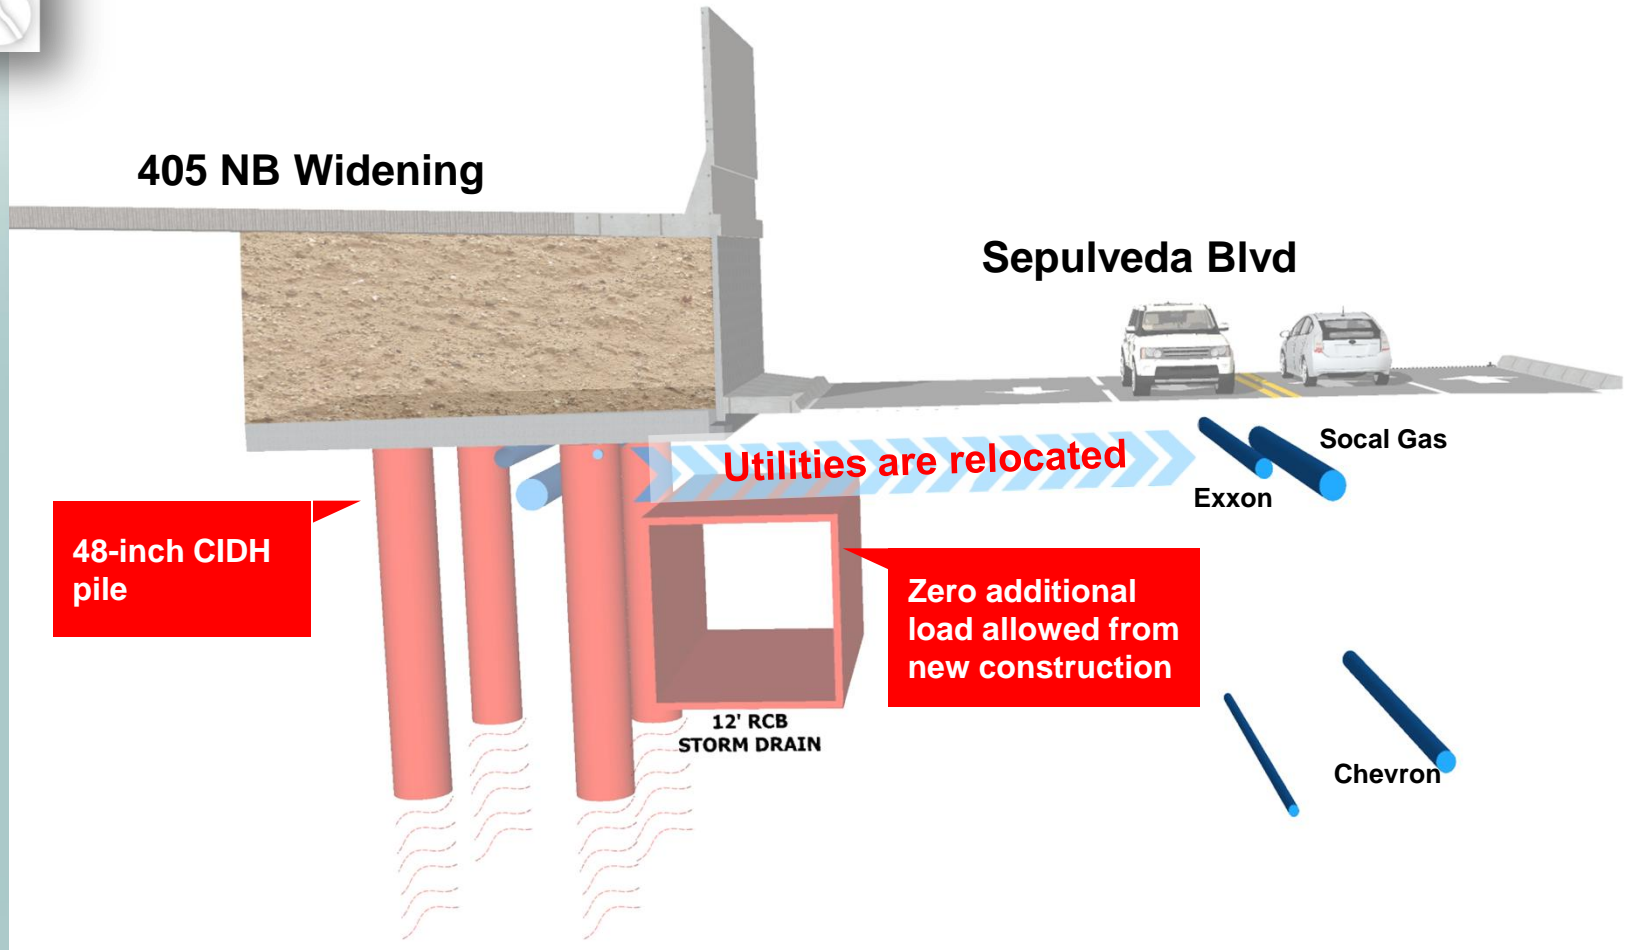 405 NB Widening
Sepulveda Blvd
Utilities are relocated
Socal Gas
Exxon
48-inch CIDH
pile
Zero additional
load allowed from
new construction
12' RCB
STORM DRAIN
Chevron